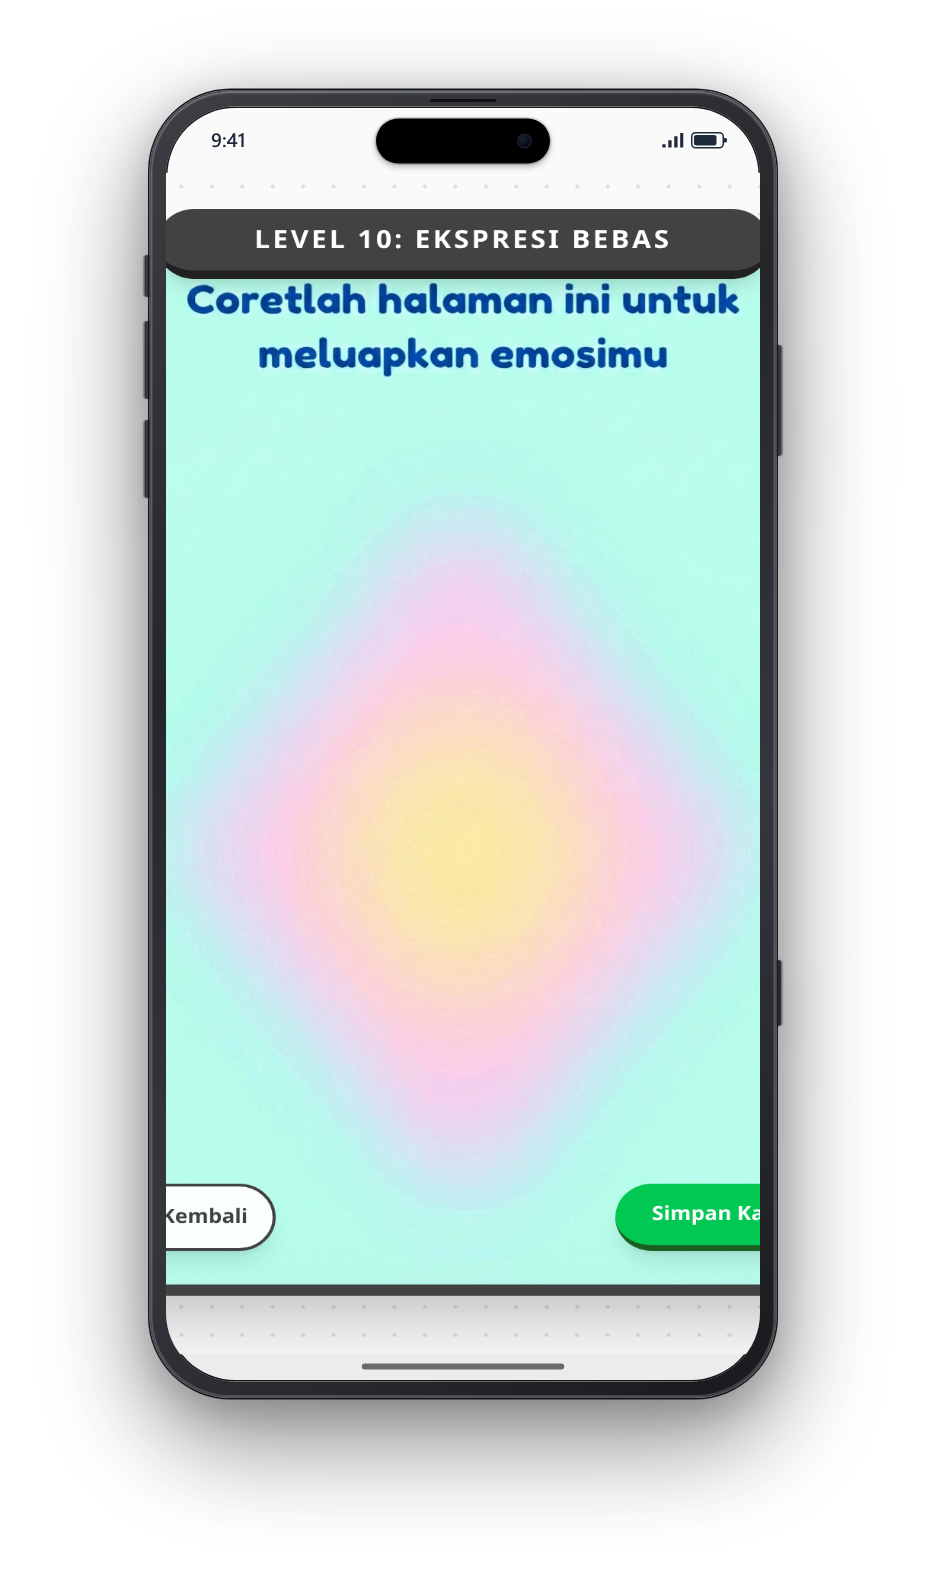 9:41
LEVEL 10: EKSPRESI BEBAS
Coretlah halaman ini untuk
meluapkan emosimu
Kembali
Simpan Ka